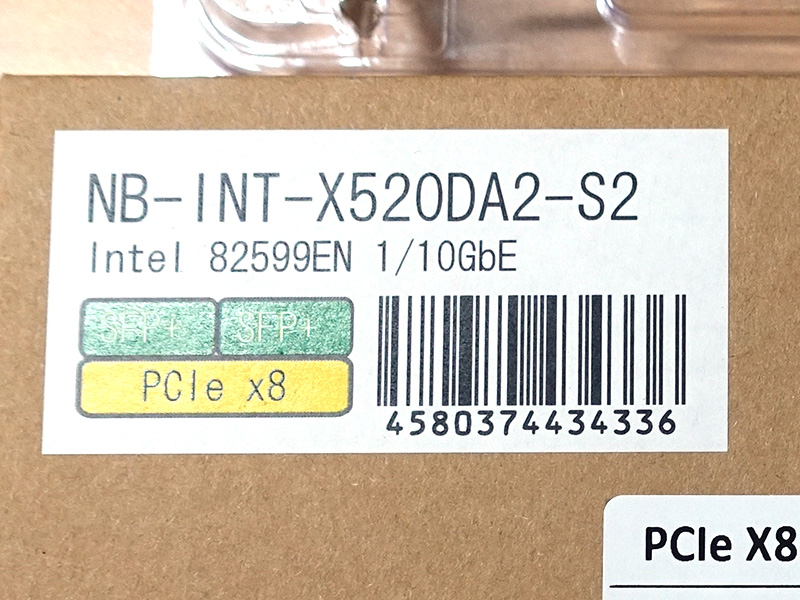 NB-INT-X520DA2-S2
Intel 82599EN 1/10GbE
SFP+ SFP+
PCIe x8
4580374434336
PCIe X8